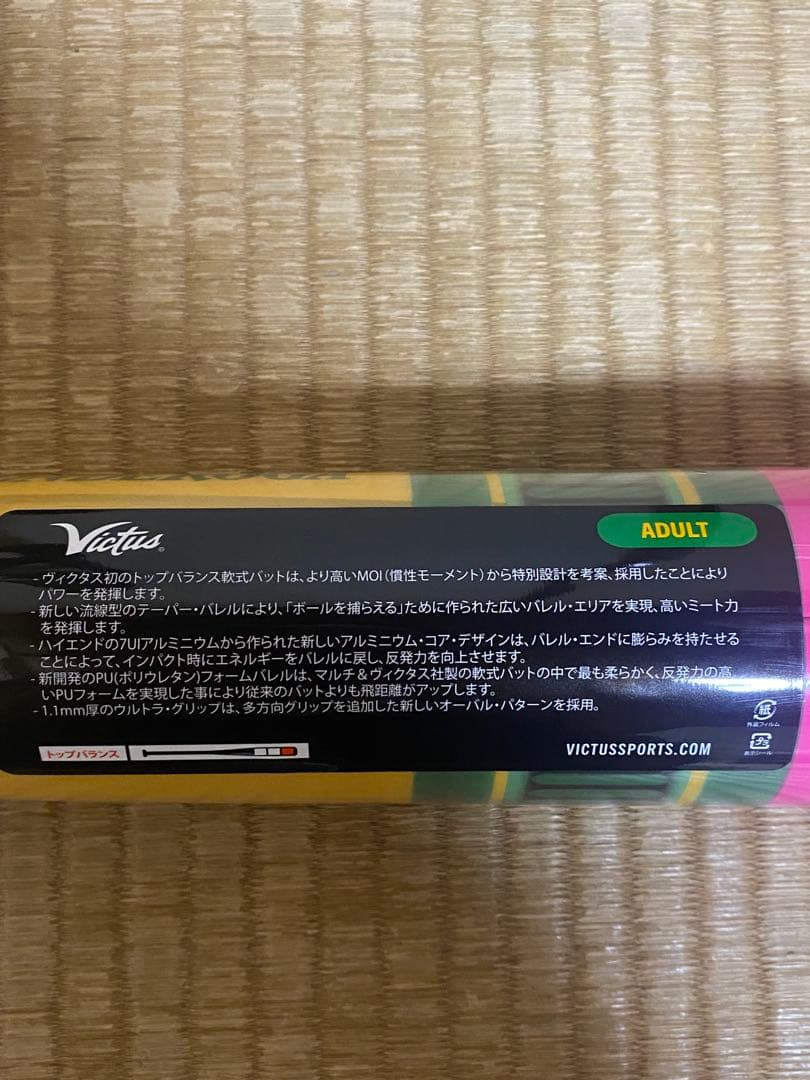 Victus
ADULT
- ヴィクタス初のトップバランス軟式バットは、より高いMOI（慣性モーメント）から特別設計を考案、採用したことにより
パワーを発揮します。
- 新しい流線型のテーパー・バレルにより、「ボールを捕らえる」ために作られた広いバレル・エリアを実現、高いミート力
を発揮します。
- ハイエンドの7UIアルミニウムから作られた新しいアルミニウム・コア・デザインは、バレル・エンドに膨らみを持たせる
ことによって、インパクト時にエネルギーをバレルに戻し、反発力を向上させます。
- 新開発のPU(ポリウレタン)フォームバレルは、マルチ＆ヴィクタス社製の軟式バットの中で最も柔らかく、反発力の高
いPUフォームを実現した事により従来のバットよりも飛距離がアップします。
- 1.1mm厚のウルトラ・グリップは、多方向グリップを追加した新しいオーバル・パターンを採用。
紙
外装フィルム
プラ
表示シール
トップバランス
VICTUSSPORTS.COM